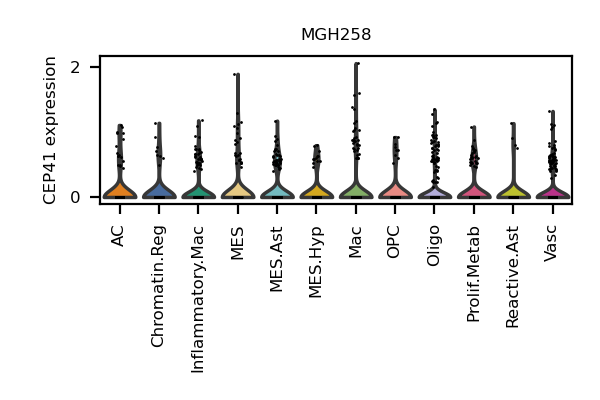 MGH258
CEP41 expression
2
0
AC
Chromatin.Reg
Inflammatory.Mac
MES
MES.Ast
MES.Hyp
Mac
OPC
Oligo
Prolif.Metab
Reactive.Ast
Vasc